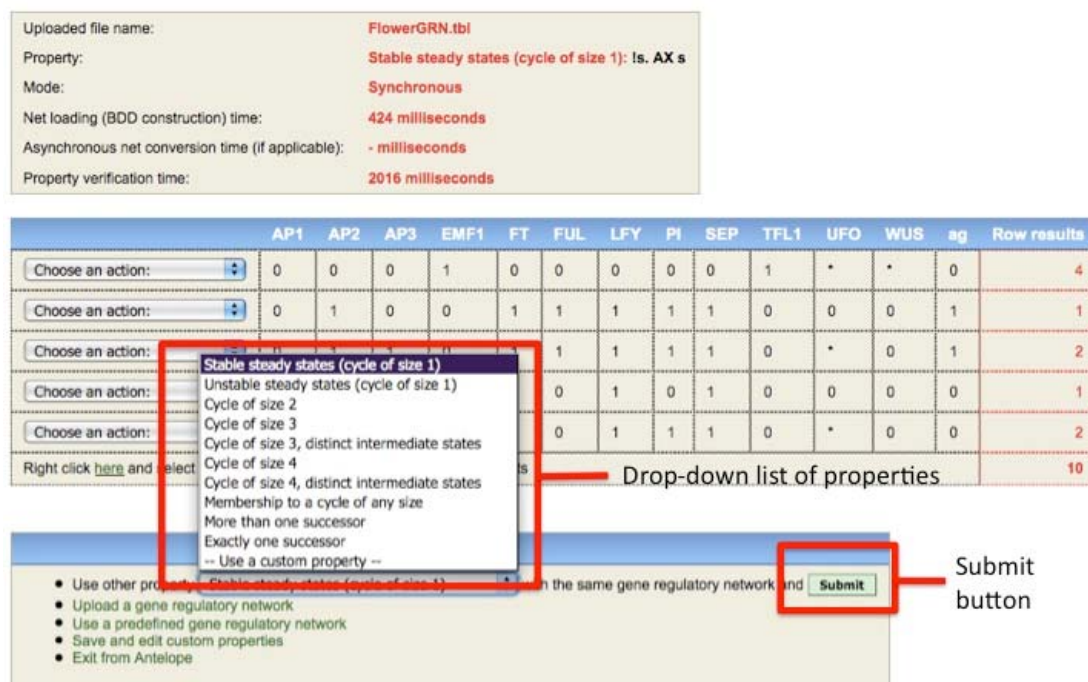 Uploaded file name: FlowerGRN.tbl
Property: Stable steady states (cycle of size 1): !s. AX s
Mode: Synchronous
Net loading (BDD construction) time: 424 milliseconds
Asynchronous net conversion time (if applicable): - milliseconds
Property verification time: 2016 milliseconds
AP1 AP2 AP3 EMF1 FT FUL LFY PI SEP TFL1 UFO WUS ag Row results
Choose an action: 0 0 0 1 0 0 0 0 0 1 * * 0 4
Choose an action: 0 1 0 0 1 1 1 1 1 0 0 0 1 1
Choose an action: 1 1 1 1 0 * 0 1 2
Choose an action: 0 1 0 1 0 0 0 0 1
Choose an action: 0 1 1 1 0 * 0 0 2
Right click here and select 10
Stable steady states (cycle of size 1)
Unstable steady states (cycle of size 1)
Cycle of size 2
Cycle of size 3
Cycle of size 3, distinct intermediate states
Cycle of size 4
Cycle of size 4, distinct intermediate states
Membership to a cycle of any size
More than one successor
Exactly one successor
-- Use a custom property --
Drop-down list of properties
Use other property Stable steady states (cycle of size 1) with the same gene regulatory network and Submit
Upload a gene regulatory network
Use a predefined gene regulatory network
Save and edit custom properties
Exit from Antelope
Submit
button